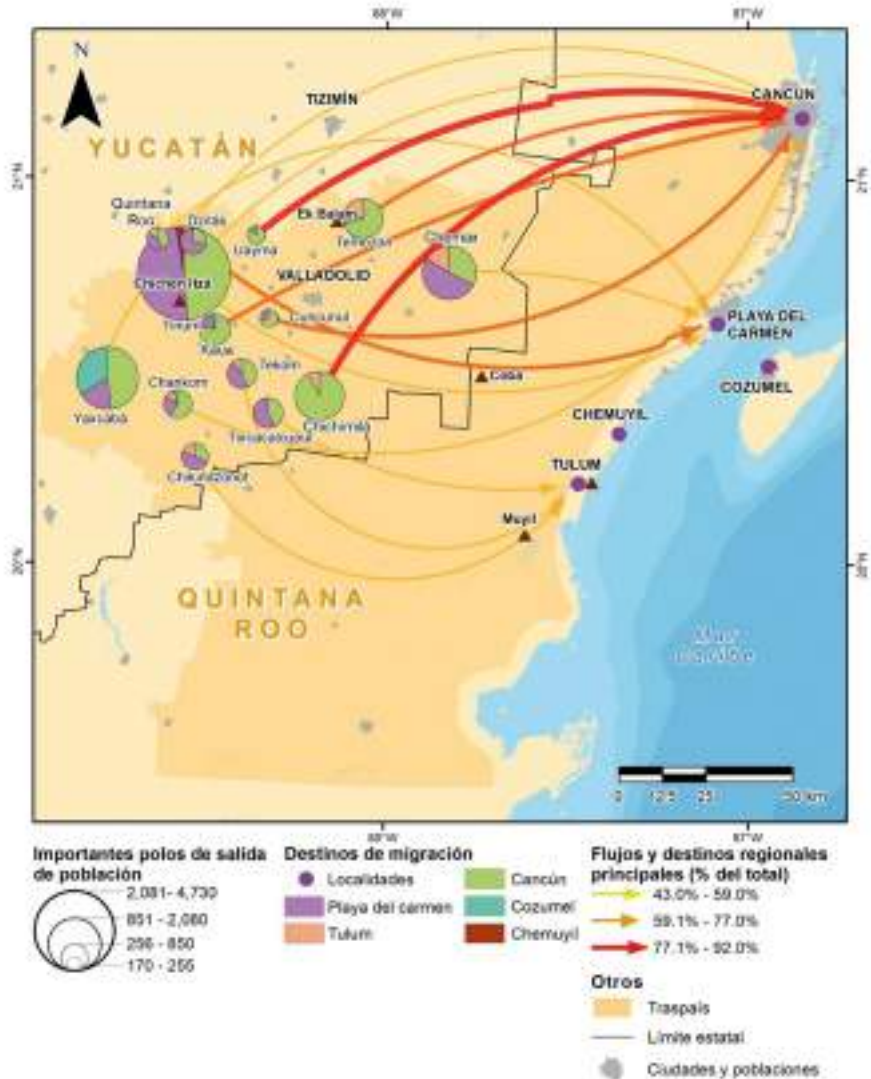 88°W
87°W
N
TIZIMÍN
CANCÚN
YUCATÁN
21°N
21°N
Quintana
Roo
Dzitás
Uayma
Ek Balam
Temozón
Chemax
VALLADOLID
Chichén Itzá
Tinum
Cuncunul
Kaua
PLAYA DEL
CARMEN
Tekom
Cobá
COZUMEL
Chankom
Yaxcabá
Chichimilá
CHEMUYIL
Tixcacalcupul
Chikindzonot
TULUM
Muyil
20°N
20°N
QUINTANA
ROO
Mar
Caribe
0 12.5 25 50 km
88°W
87°W
Importantes polos de salida
de población
2,081- 4,730
851 - 2,080
256 - 850
170 - 255
Destinos de migración
Localidades
Playa del carmen
Tulum
Cancún
Cozumel
Chemuyil
Flujos y destinos regionales
principales (% del total)
43.0% - 59.0%
59.1% - 77.0%
77.1% - 92.0%
Otros
Traspaís
Límite estatal
Ciudades y poblaciones